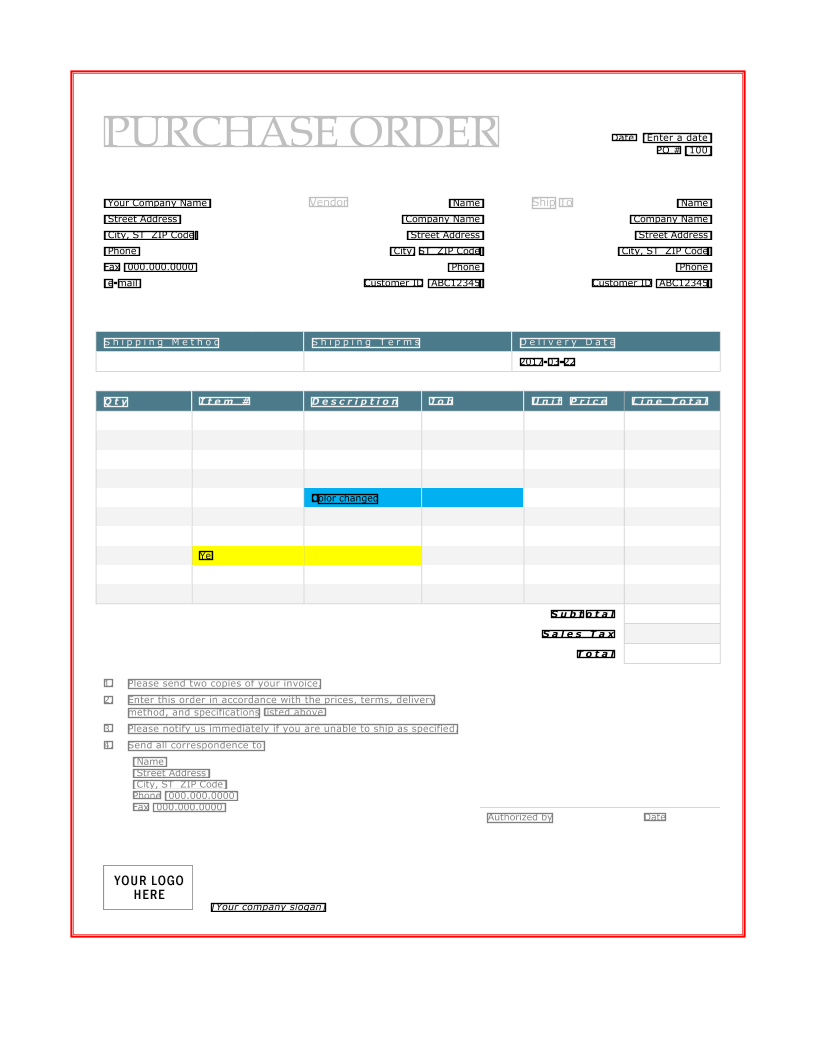 PURCHASE ORDER
Date [Enter a date]
PO # [100]
[Your Company Name] Vendor [Name] Ship To [Name]
[Street Address] [Company Name] [Company Name]
[City, ST ZIP Code] [Street Address] [Street Address]
[Phone] [City, ST ZIP Code] [City, ST ZIP Code]
Fax [000.000.0000] [Phone] [Phone]
[e-mail] Customer ID [ABC12345] Customer ID [ABC12345]
Shipping Method Shipping Terms Delivery Date
2017-03-22
Qty Item # Description Job Unit Price Line Total
Color changed
Ye
Subtotal
Sales Tax
Total
1. Please send two copies of your invoice.
2. Enter this order in accordance with the prices, terms, delivery
method, and specifications listed above.
3. Please notify us immediately if you are unable to ship as specified.
4. Send all correspondence to:
[Name]
[Street Address]
[City, ST ZIP Code]
Phone [000.000.0000]
Fax [000.000.0000]
Authorized by Date
YOUR LOGO
HERE
[Your company slogan]